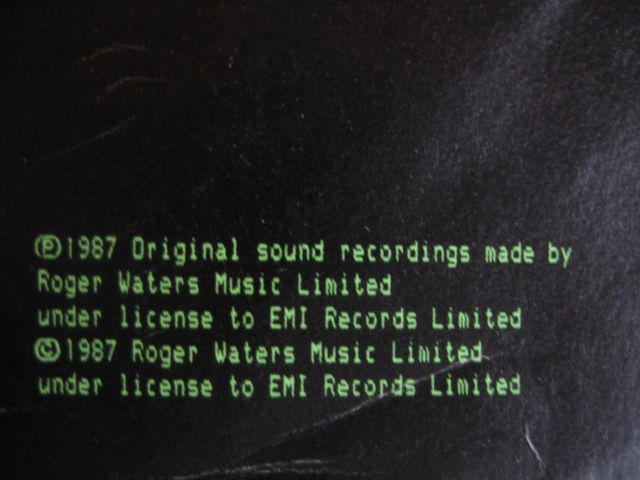 ℗1987 Original sound recordings made by
Roger Waters Music Limited
under license to EMI Records Limited
©1987 Roger Waters Music Limited
under license to EMI Records Limited